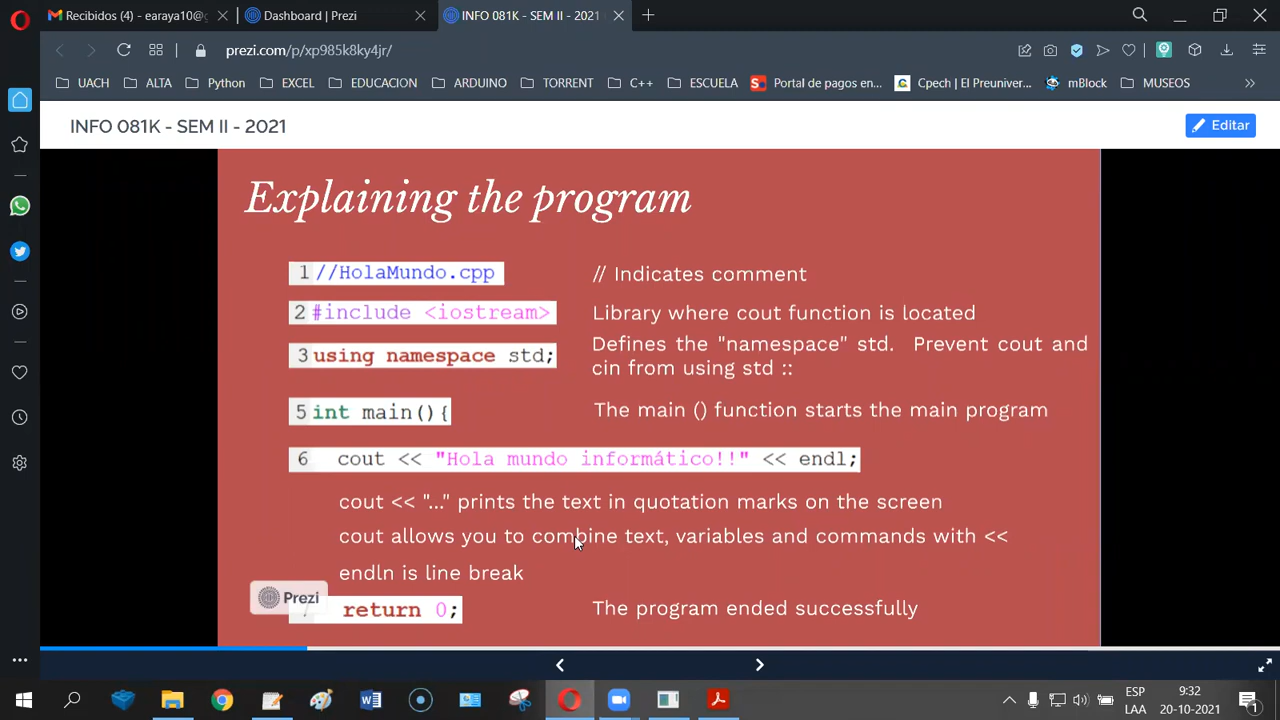 Recibidos (4) - earaya10@g
Dashboard | Prezi
INFO 081K - SEM II - 2021
prezi.com/p/xp985k8ky4jr/
UACH
ALTA
Python
EXCEL
EDUCACION
ARDUINO
TORRENT
C++
ESCUELA
Portal de pagos en...
Cpech | El Preuniver...
mBlock
MUSEOS
INFO 081K - SEM II - 2021
Editar
Explaining the program
1 //HolaMundo.cpp
// Indicates comment
2 #include <iostream>
Library where cout function is located
3 using namespace std;
Defines the "namespace" std. Prevent cout and
cin from using std ::
5 int main(){
The main () function starts the main program
6 cout << "Hola mundo informático!!" << endl;
cout << "..." prints the text in quotation marks on the screen
cout allows you to combine text, variables and commands with <<
endln is line break
Prezi
return 0;
The program ended successfully
ESP
LAA
9:32
20-10-2021
1